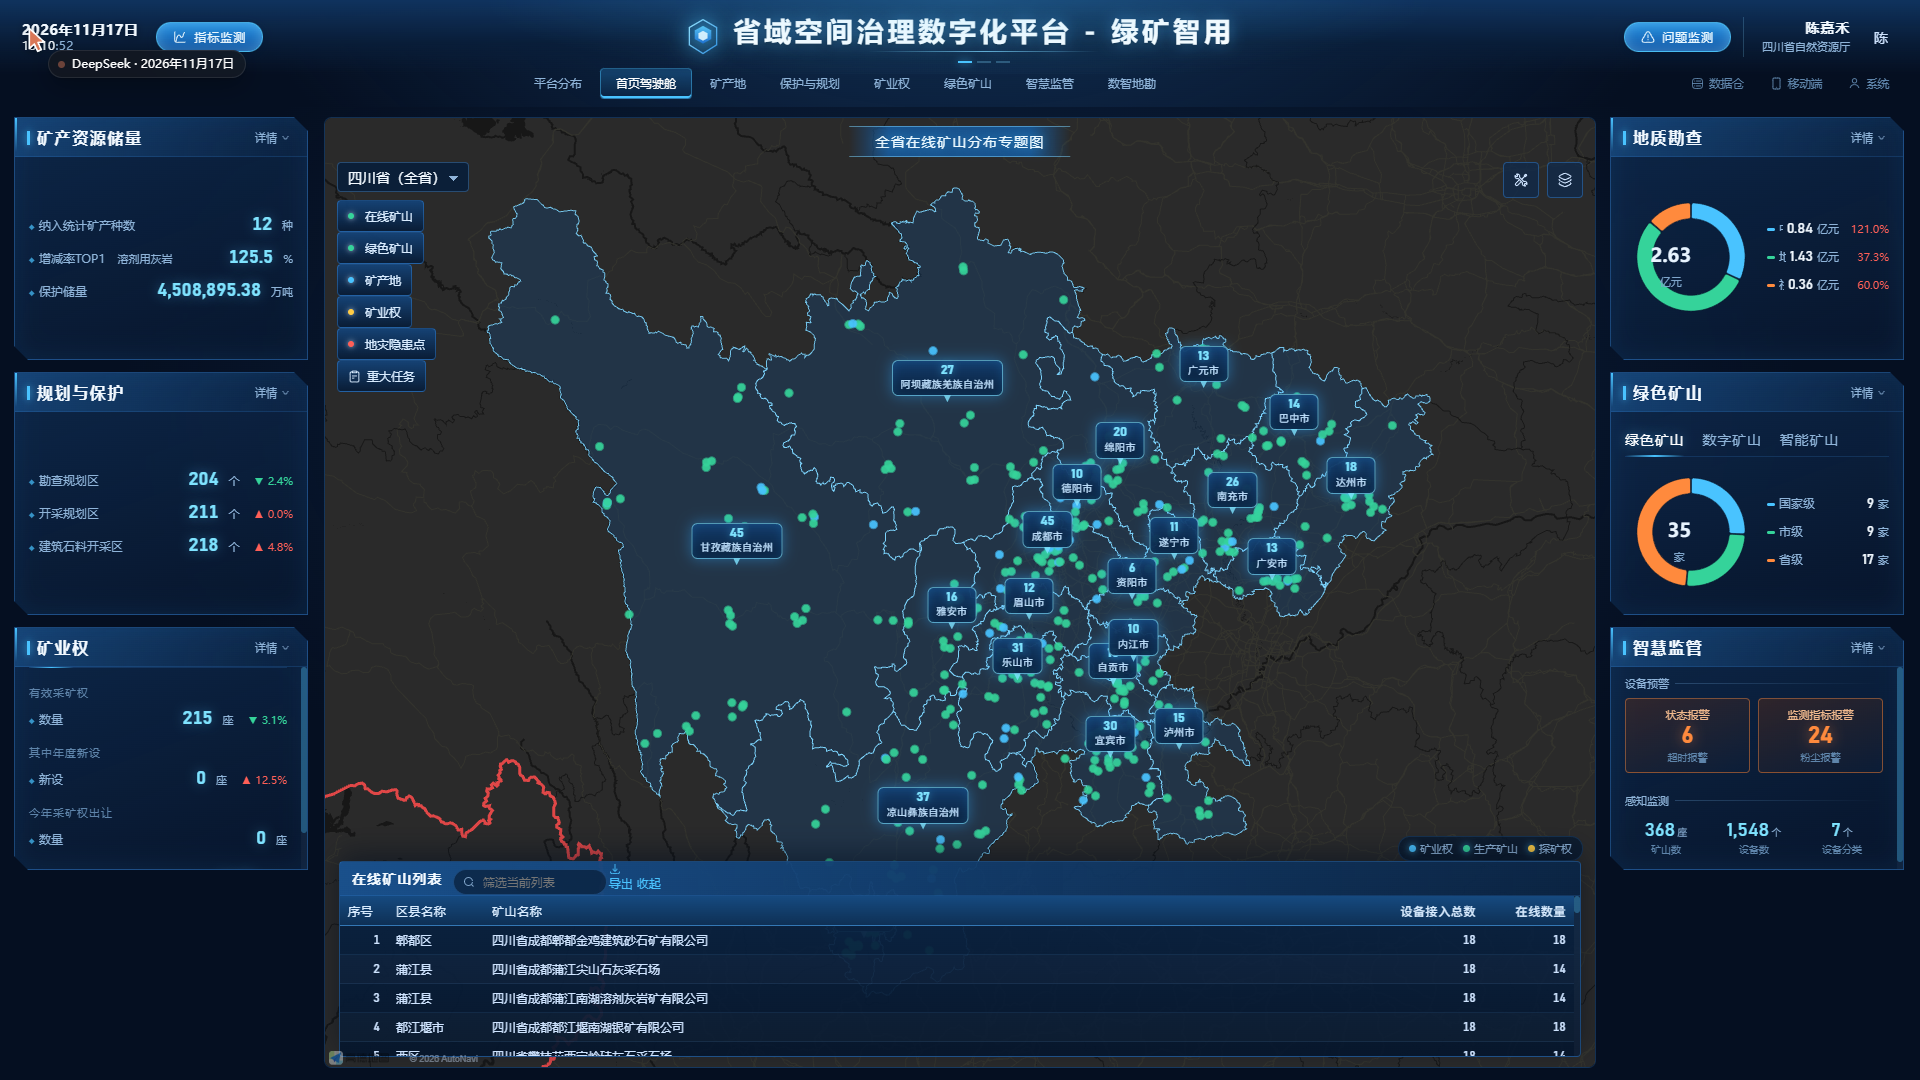 2026年11月17日
10:52
指标监测
DeepSeek · 2026年11月17日
省域空间治理数字化平台 - 绿矿智用
问题监测
陈嘉禾
四川省自然资源厅
陈
平台分布
首页驾驶舱
矿产地
保护与规划
矿业权
绿色矿山
智慧监管
数智地勘
数据仓
移动端
系统
矿产资源储量
详情
纳入统计矿产种数 12 种
增减率TOP1 溶剂用灰岩 125.5 %
保护储量 4,508,895.38 万吨
规划与保护
详情
勘查规划区 204 个 ▼ 2.4%
开采规划区 211 个 ▲ 0.0%
建筑石料开采区 218 个 ▲ 4.8%
矿业权
详情
有效采矿权
数量 215 座 ▼ 3.1%
其中年度新设
新设 0 座 ▲ 12.5%
今年采矿权出让
数量 0 座
全省在线矿山分布专题图
四川省（全省）
在线矿山
绿色矿山
矿产地
矿业权
地灾隐患点
重大任务
27
阿坝藏族羌族自治州
13
广元市
14
巴中市
20
绵阳市
18
达州市
10
德阳市
26
南充市
45
成都市
11
遂宁市
45
甘孜藏族自治州
13
广安市
6
资阳市
12
眉山市
16
雅安市
10
内江市
31
乐山市
自贡市
15
泸州市
30
宜宾市
37
凉山彝族自治州
矿业权
生产矿山
探矿权
在线矿山列表
筛选当前列表
导出 收起
序号 区县名称 矿山名称 设备接入总数 在线数量
1 郫都区 四川省成都郫都金鸡建筑砂石矿有限公司 18 18
2 蒲江县 四川省成都蒲江尖山石灰采石场 18 14
3 蒲江县 四川省成都蒲江南湖溶剂灰岩矿有限公司 18 14
4 都江堰市 四川省成都都江堰南湖银矿有限公司 18 18
5 西区 18 14
© 2026 AutoNavi
地质勘查
详情
2.63
亿元
0.84 亿元 121.0%
1.43 亿元 37.3%
0.36 亿元 60.0%
绿色矿山
详情
绿色矿山 数字矿山 智能矿山
35
家
国家级 9 家
市级 9 家
省级 17 家
智慧监管
详情
设备预警
状态报警
6
超时报警
监测指标报警
24
粉尘报警
感知监测
368 座
矿山数
1,548 个
设备数
7 个
设备分类